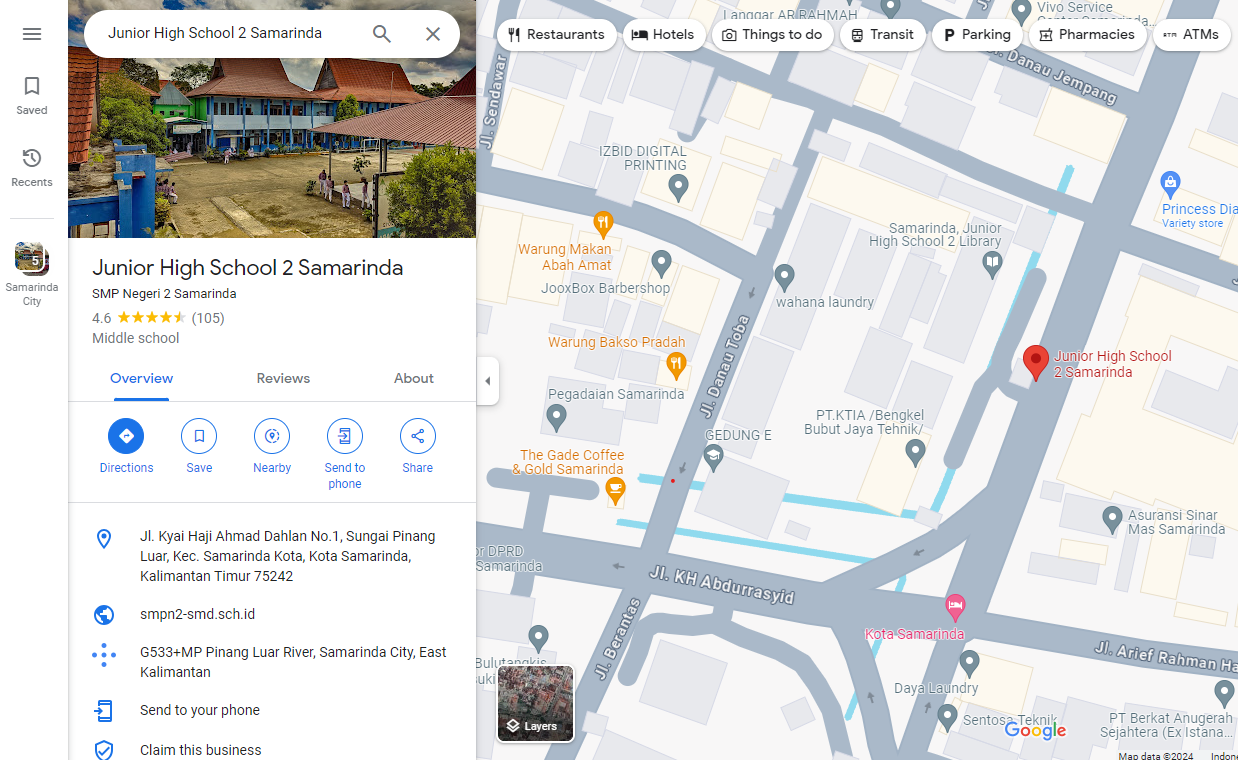 Junior High School 2 Samarinda
Saved
Recents
5
Samarinda
City
Junior High School 2 Samarinda
SMP Negeri 2 Samarinda
4.6 (105)
Middle school
Overview
Reviews
About
Directions
Save
Nearby
Send to
phone
Share
Jl. Kyai Haji Ahmad Dahlan No.1, Sungai Pinang
Luar, Kec. Samarinda Kota, Kota Samarinda,
Kalimantan Timur 75242
smpn2-smd.sch.id
G533+MP Pinang Luar River, Samarinda City, East
Kalimantan
Send to your phone
Claim this business
Restaurants
Hotels
Things to do
Transit
P Parking
Pharmacies
ATM ATMs
Langgar AR RAHMAH
Vivo Service
Center Samarinda...
Jl. Danau Jempang
Jl. Sendawar
IZBID DIGITAL
PRINTING
Princess Dia
Variety store
Samarinda, Junior
High School 2 Library
Warung Makan
Abah Amat
JooxBox Barbershop
wahana laundry
Warung Bakso Pradah
Jl. Danau Toba
Junior High School
2 Samarinda
Pegadaian Samarinda
PT.KTIA /Bengkel
Bubut Jaya Tehnik/
GEDUNG E
The Gade Coffee
& Gold Samarinda
Asuransi Sinar
Mas Samarinda
or DPRD
Samarinda
Jl. KH Abdurrasyid
Jl. Berantas
Kota Samarinda
Jl. Arief Rahman Ha
Bulutangkis
uki
Daya Laundry
Sentosa Teknik
PT Berkat Anugerah
Sejahtera (Ex Istana...
Layers
Google
Map data ©2024
Indone